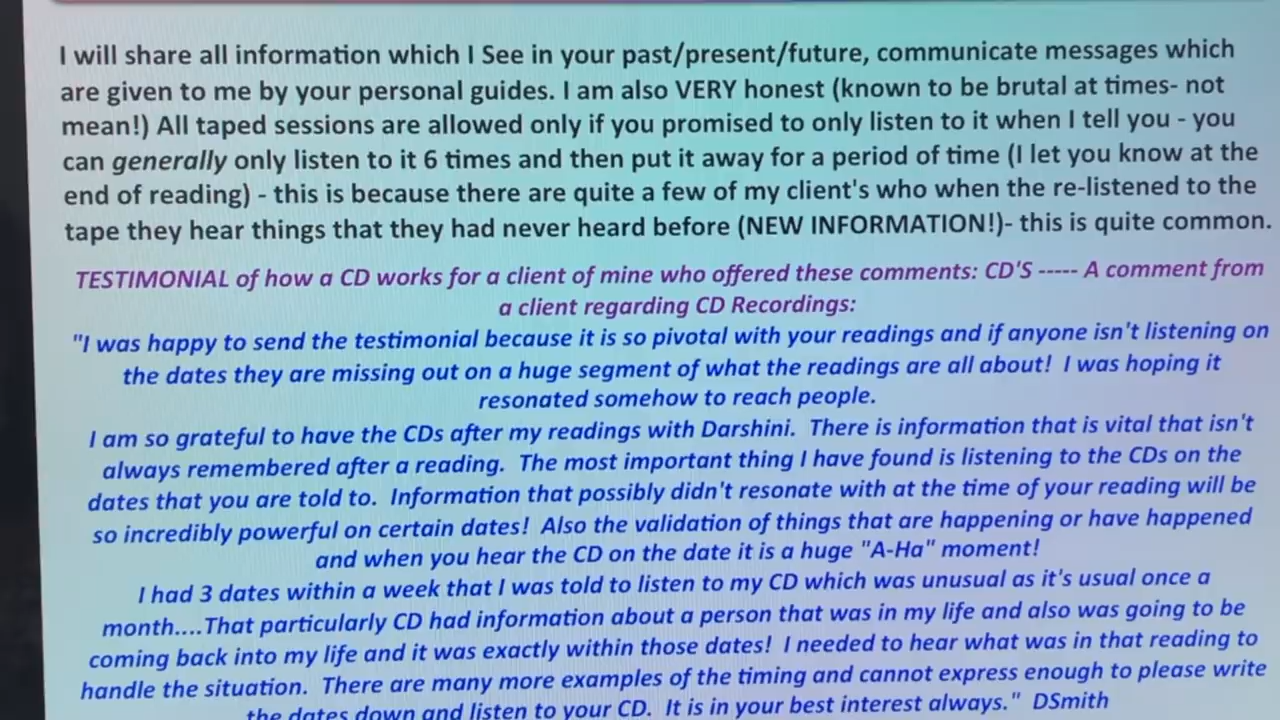 I will share all information which I See in your past/present/future, communicate messages which
are given to me by your personal guides. I am also VERY honest (known to be brutal at times- not
mean!) All taped sessions are allowed only if you promised to only listen to it when I tell you - you
can generally only listen to it 6 times and then put it away for a period of time (I let you know at the
end of reading) - this is because there are quite a few of my client's who when the re-listened to the
tape they hear things that they had never heard before (NEW INFORMATION!)- this is quite common.
TESTIMONIAL of how a CD works for a client of mine who offered these comments: CD'S ----- A comment from
a client regarding CD Recordings:
"I was happy to send the testimonial because it is so pivotal with your readings and if anyone isn't listening on
the dates they are missing out on a huge segment of what the readings are all about!  I was hoping it
resonated somehow to reach people.
I am so grateful to have the CDs after my readings with Darshini.  There is information that is vital that isn't
always remembered after a reading.  The most important thing I have found is listening to the CDs on the
dates that you are told to.  Information that possibly didn't resonate with at the time of your reading will be
so incredibly powerful on certain dates!  Also the validation of things that are happening or have happened
and when you hear the CD on the date it is a huge "A-Ha" moment!
I had 3 dates within a week that I was told to listen to my CD which was unusual as it's usual once a
month....That particularly CD had information about a person that was in my life and also was going to be
coming back into my life and it was exactly within those dates!  I needed to hear what was in that reading to
handle the situation.  There are many more examples of the timing and cannot express enough to please write
the dates down and listen to your CD.  It is in your best interest always."  DSmith